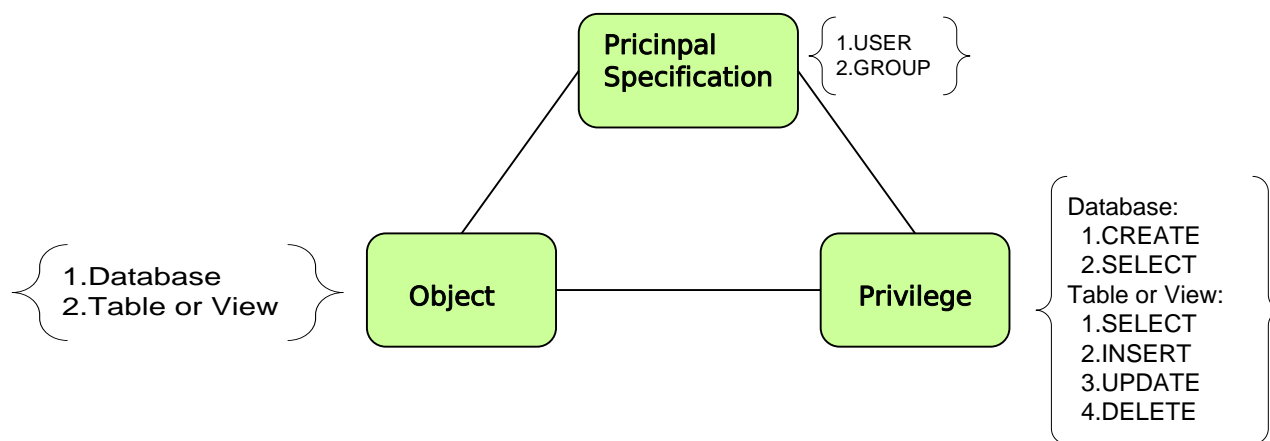 Pricinpal
Specification
1.USER
2.GROUP
1.Database
2.Table or View
Object
Privilege
Database:
1.CREATE
2.SELECT
Table or View:
1.SELECT
2.INSERT
3.UPDATE
4.DELETE